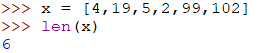 >>> x = [4,19,5,2,99,102]
>>> len(x)
6